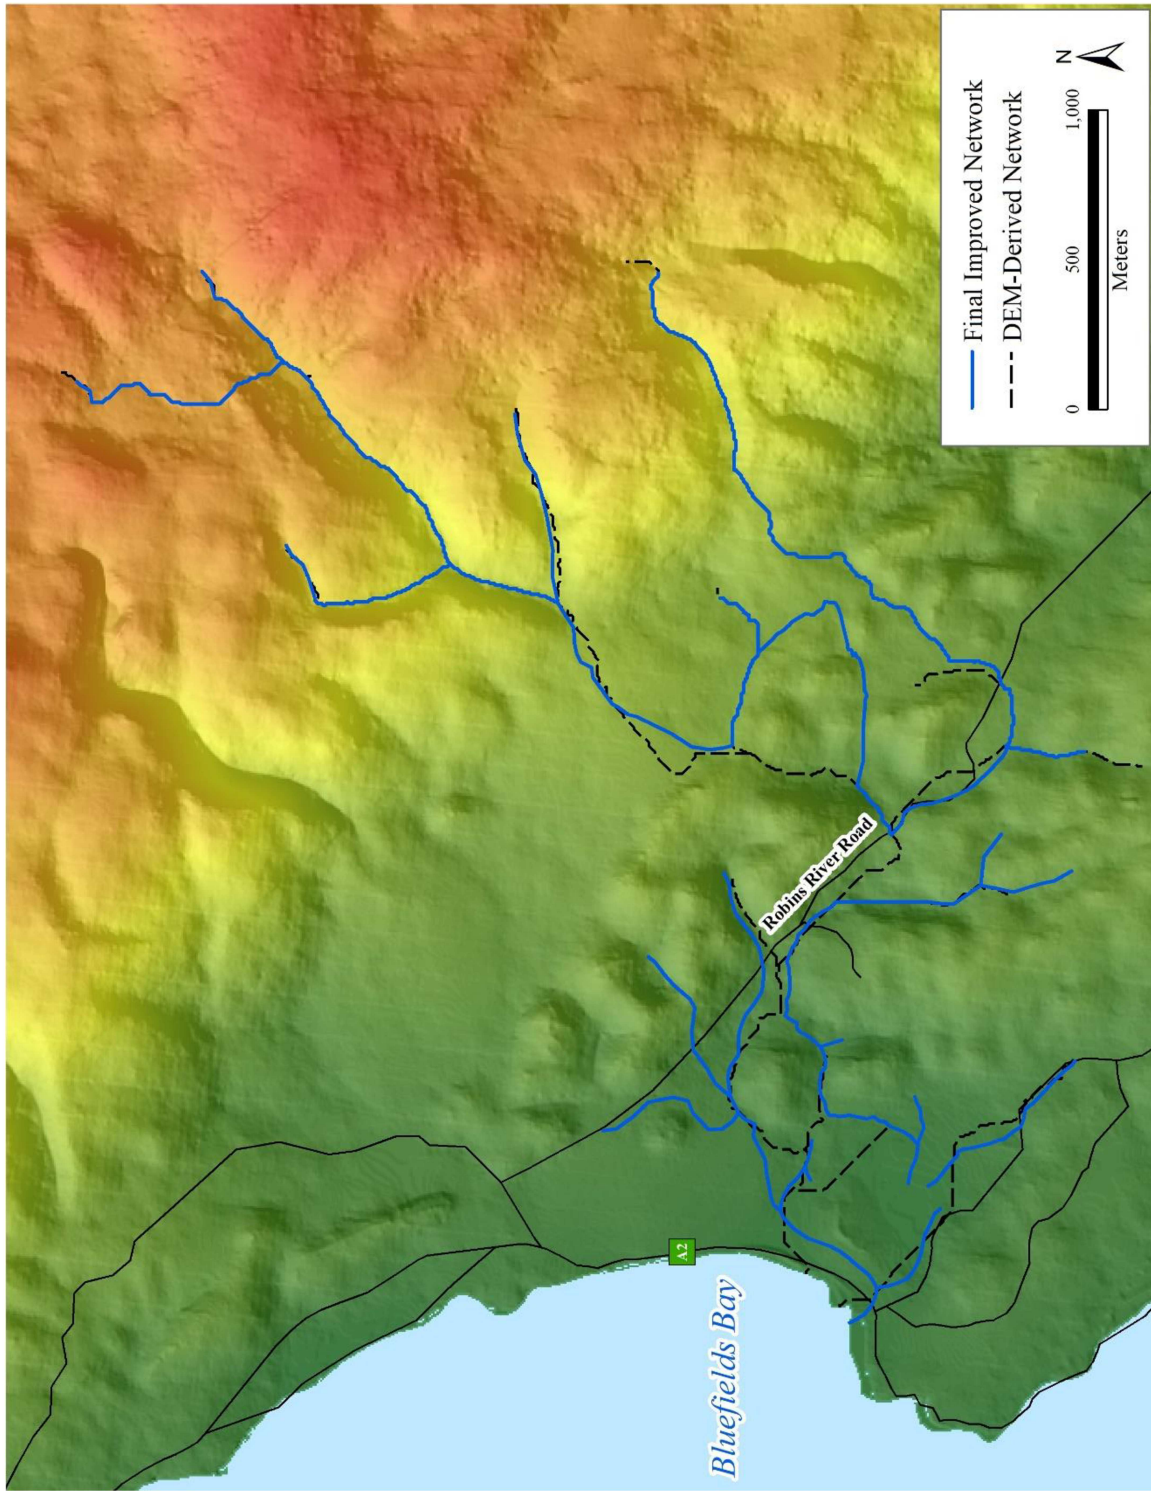 Final Improved Network
DEM-Derived Network
0
500
1,000
Meters
N
Robins River Road
A2
Bluefields Bay